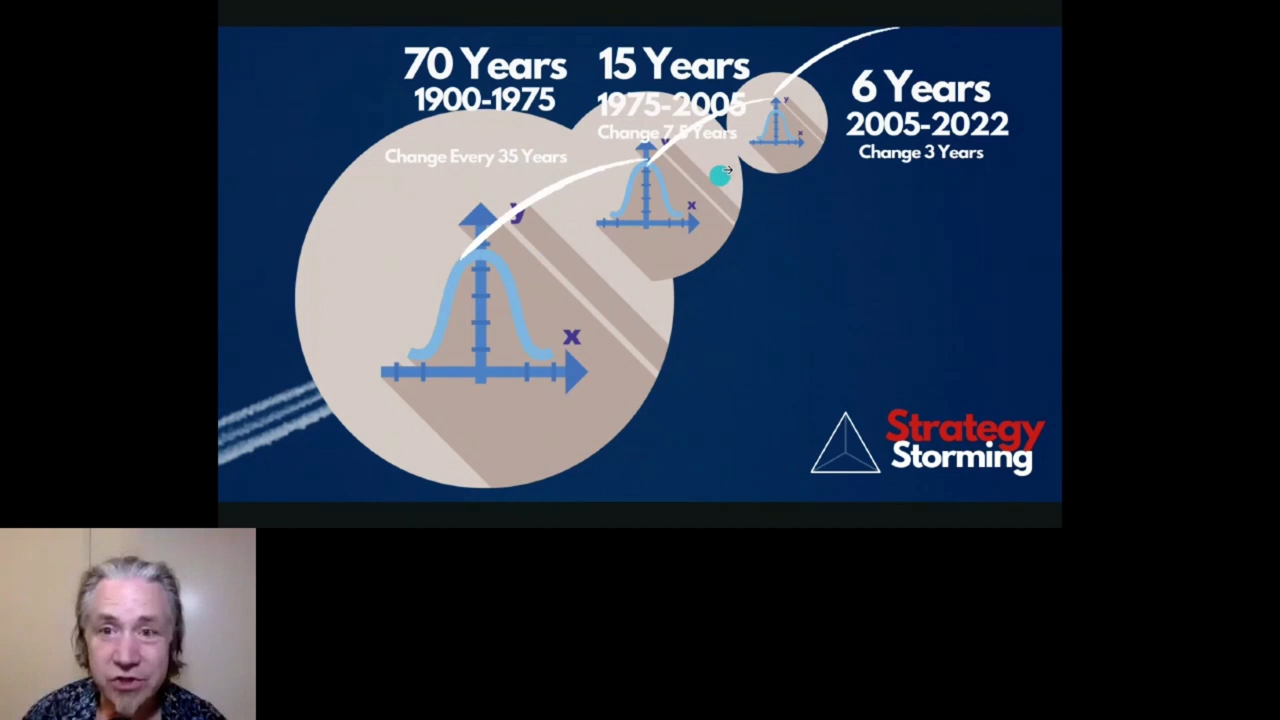 70 Years
1900-1975
Change Every 35 Years
y
x
15 Years
1975-2005
Change 7.5 Years
y
x
6 Years
2005-2022
Change 3 Years
y
x
Strategy
Storming